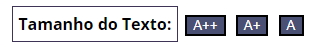 Tamanho do Texto: A++ A+ A